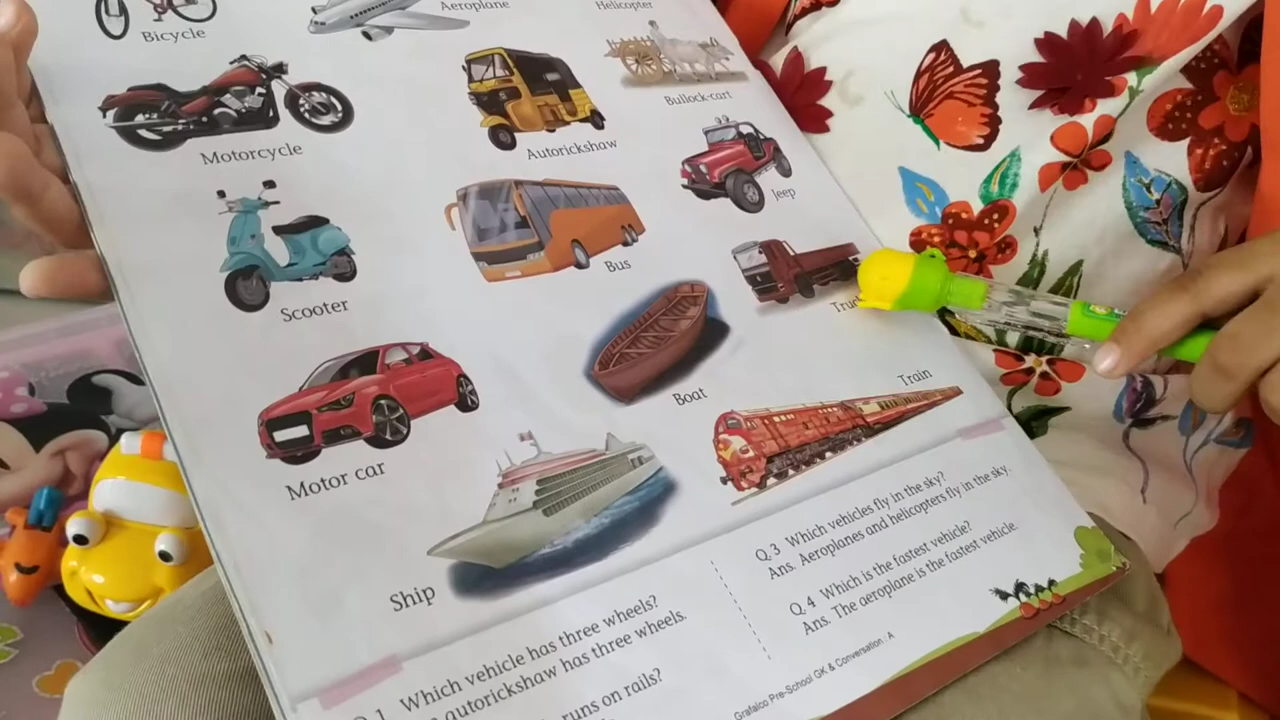 Bicycle
Aeroplane
Helicopter
Motorcycle
Autorickshaw
Bullock-cart
Scooter
Bus
Jeep
Truck
Motor car
Boat
Train
Ship
Q.1 Which vehicle has three wheels?
autorickshaw has three wheels.
runs on rails?
Q.3 Which vehicles fly in the sky?
Ans. Aeroplanes and helicopters fly in the sky.
Q.4 Which is the fastest vehicle?
Ans. The aeroplane is the fastest vehicle.
Grafalco Pre-School GK & Conversation : A